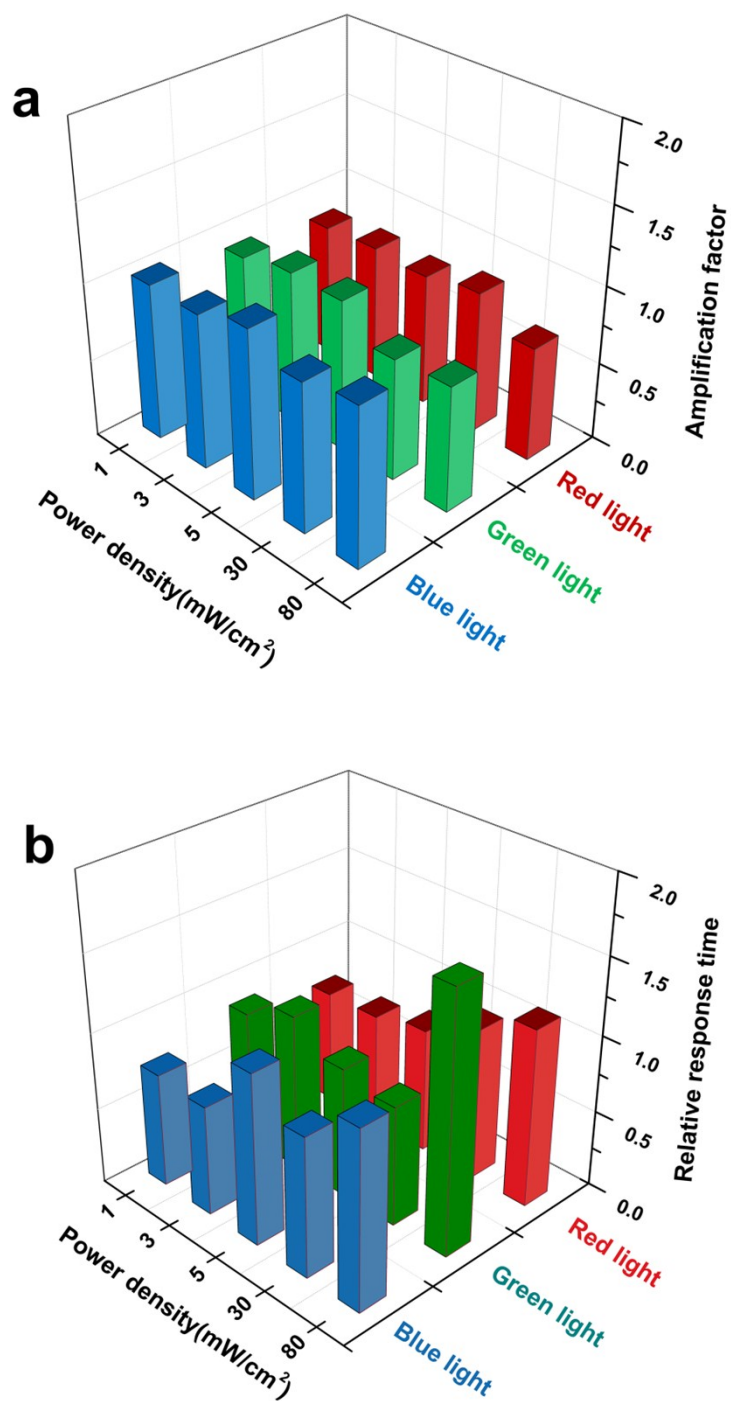 a
2.0
1.5
1.0
0.5
0.0
Amplification factor
1
3
5
30
80
Power density(mW/cm²)
Red light
Green light
Blue light
b
2.0
1.5
1.0
0.5
0.0
Relative response time
1
3
5
30
80
Power density(mW/cm²)
Red light
Green light
Blue light